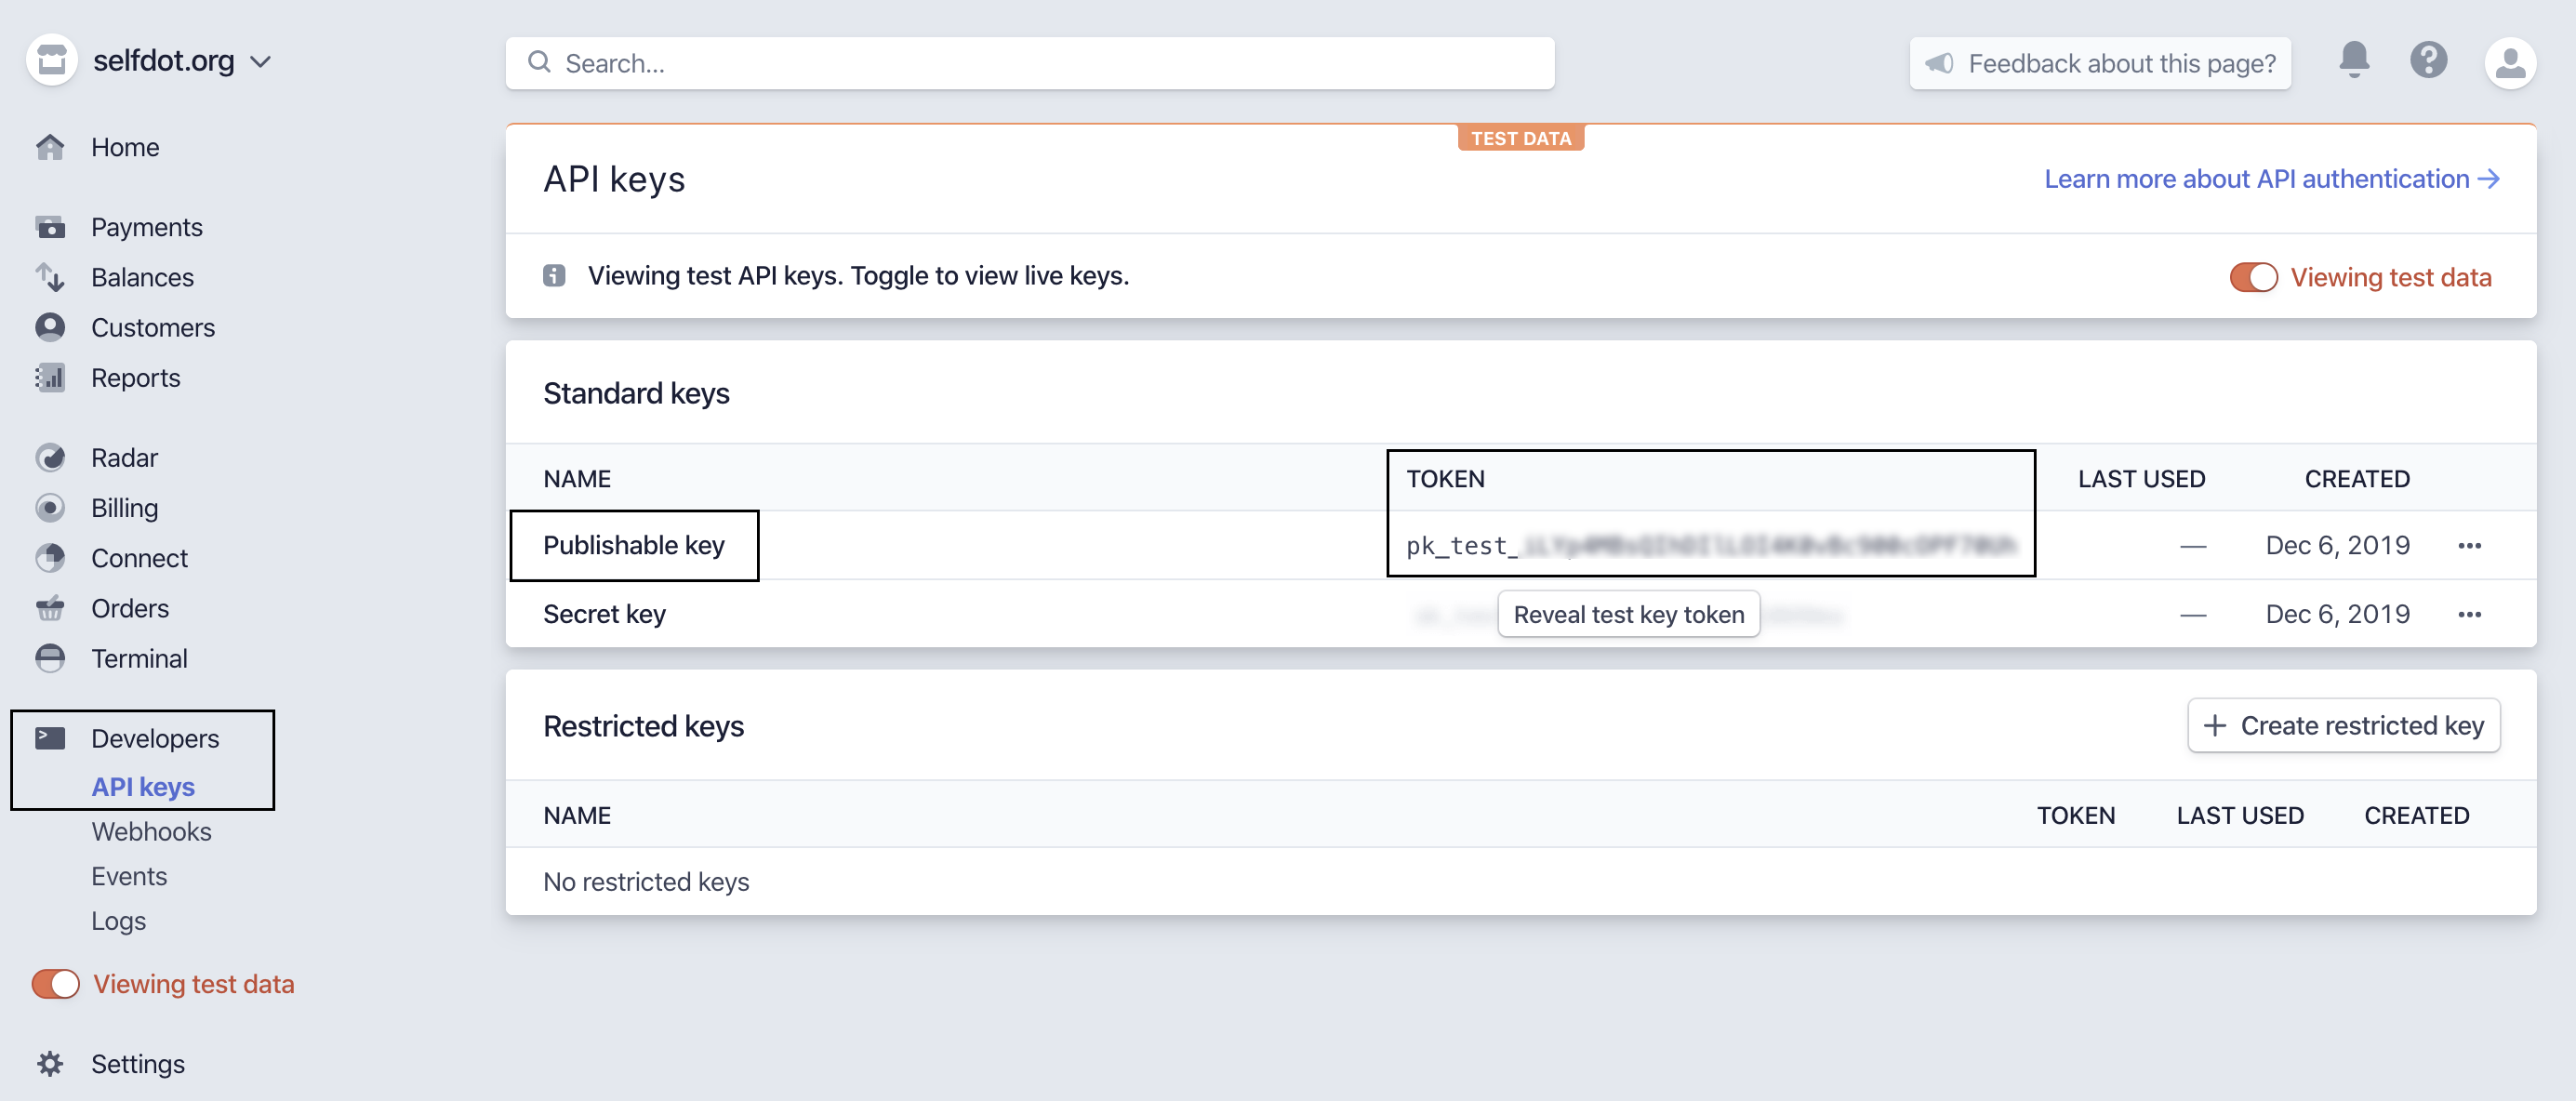 selfdot.org
Search...
Feedback about this page?
Home
Payments
Balances
Customers
Reports
Radar
Billing
Connect
Orders
Terminal
Developers
API keys
Webhooks
Events
Logs
Viewing test data
Settings
TEST DATA
API keys
Learn more about API authentication →
Viewing test API keys. Toggle to view live keys.
Viewing test data
Standard keys
NAME TOKEN LAST USED CREATED
Publishable key pk_test_ — Dec 6, 2019
Secret key Reveal test key token — Dec 6, 2019
Restricted keys
+ Create restricted key
NAME TOKEN LAST USED CREATED
No restricted keys